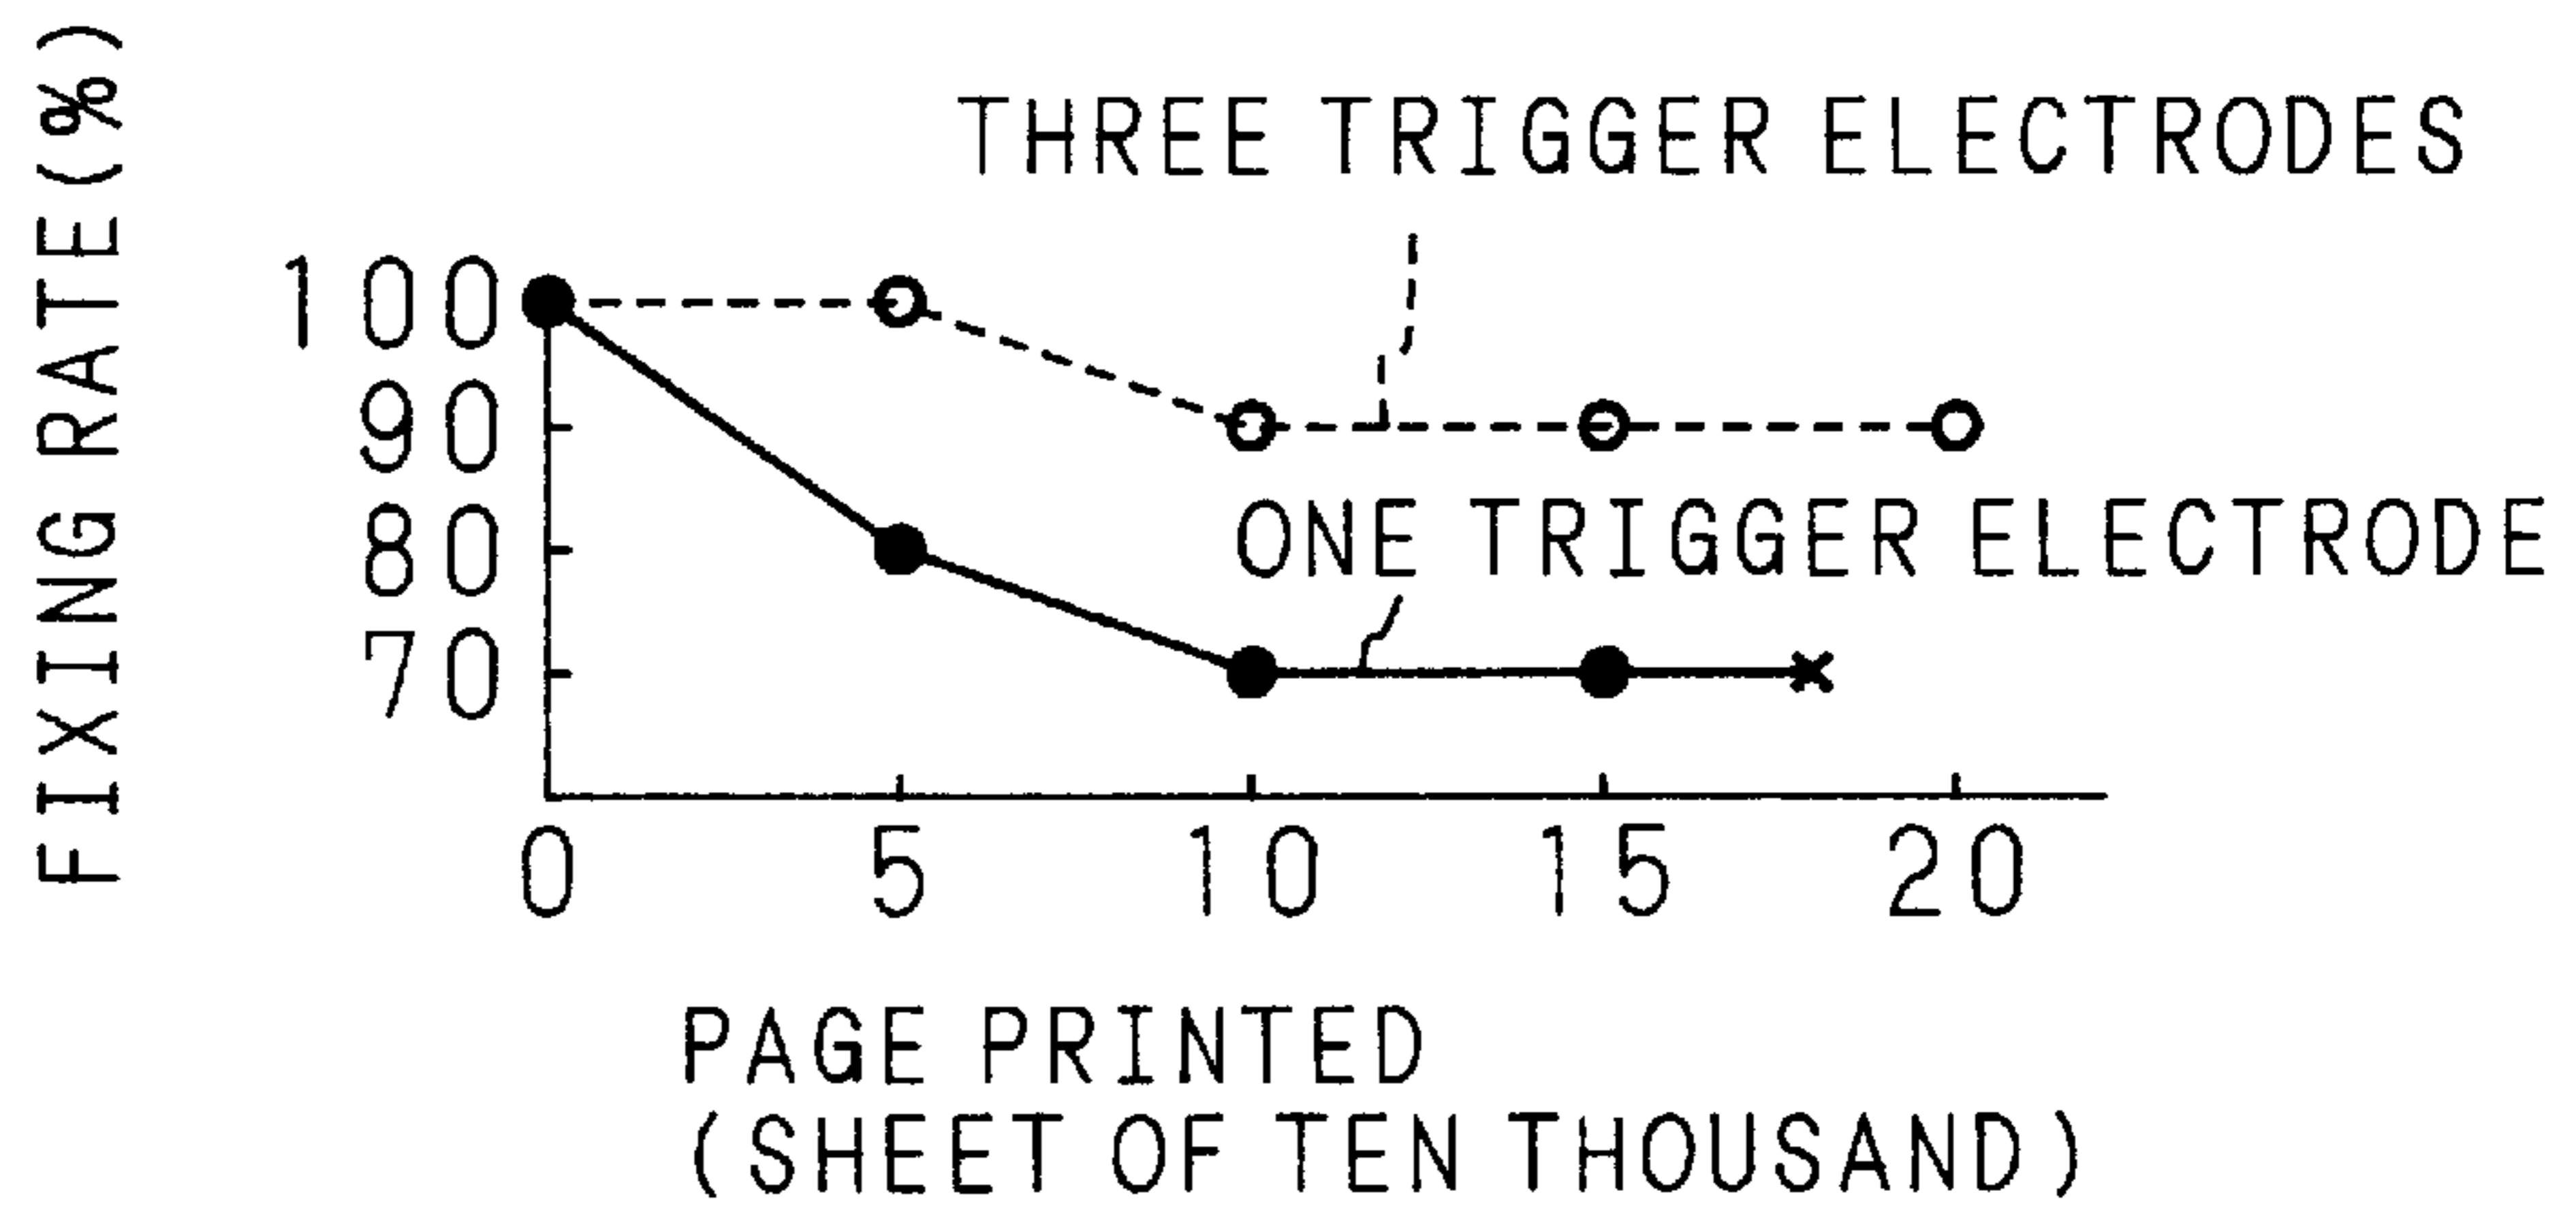 FIXING RATE(%)
THREE TRIGGER ELECTRODES
100
90
80
70
ONE TRIGGER ELECTRODE
0 5 10 15 20
PAGE PRINTED
(SHEET OF TEN THOUSAND)